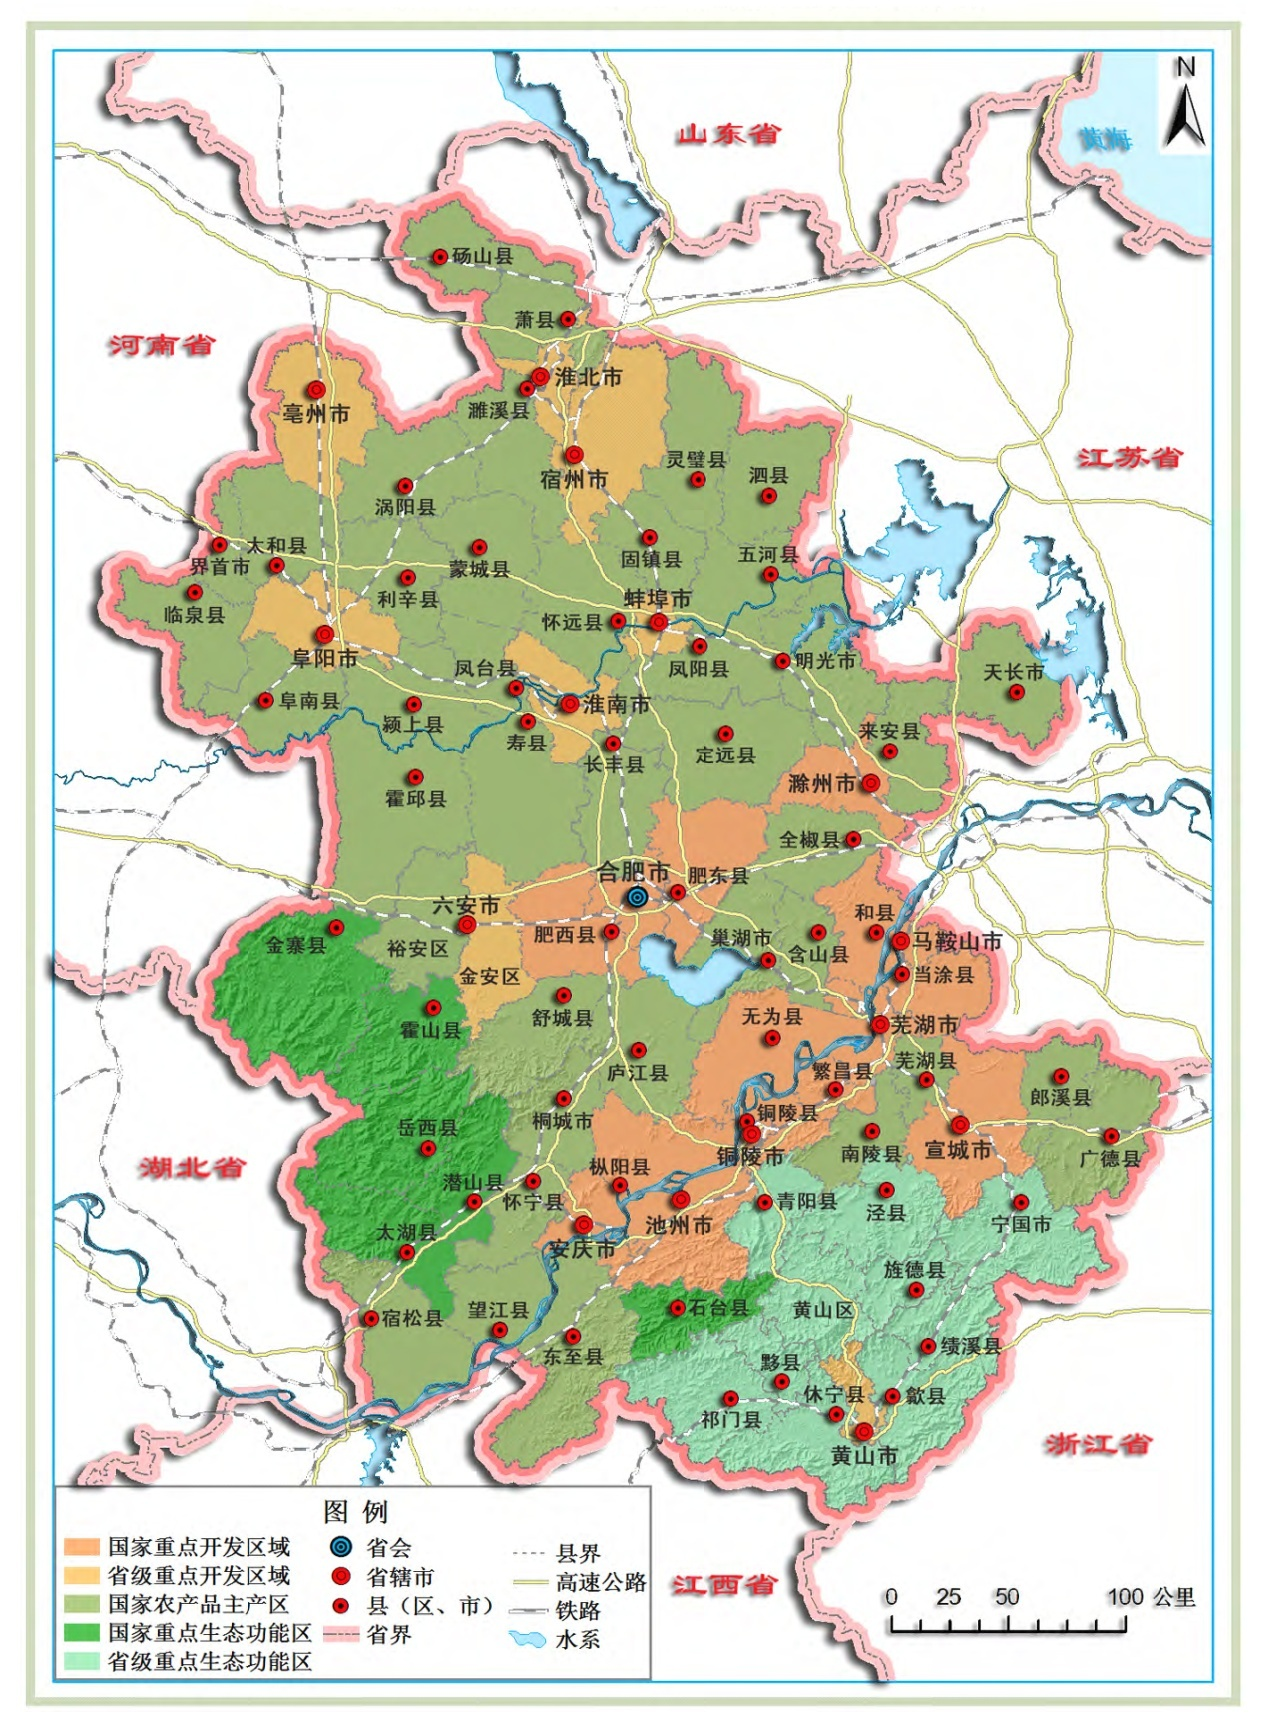 N
山东省
黄海
砀山县
萧县
河南省
淮北市
亳州市
濉溪县
江苏省
灵璧县
宿州市
泗县
涡阳县
太和县
蒙城县
固镇县
五河县
界首市
利辛县
临泉县
蚌埠市
怀远县
阜阳市
凤台县
凤阳县
明光市
天长市
阜南县
淮南市
颍上县
寿县
来安县
长丰县
定远县
滁州市
霍邱县
全椒县
合肥市
肥东县
六安市
和县
肥西县
金寨县
裕安区
巢湖市
含山县
马鞍山市
金安区
当涂县
舒城县
无为县
霍山县
芜湖市
庐江县
繁昌县
芜湖县
郎溪县
桐城市
铜陵县
岳西县
铜陵市
南陵县
宣城市
广德县
湖北省
枞阳县
潜山县
怀宁县
青阳县
泾县
宁国市
池州市
太湖县
安庆市
旌德县
石台县
黄山区
宿松县
望江县
绩溪县
东至县
黟县
休宁县
歙县
祁门县
浙江省
黄山市
图 例
国家重点开发区域
省会
县界
省级重点开发区域
省辖市
高速公路
国家农产品主产区
县（区、市）
铁路
国家重点生态功能区
省界
水系
省级重点生态功能区
江西省
0 25 50 100 公里